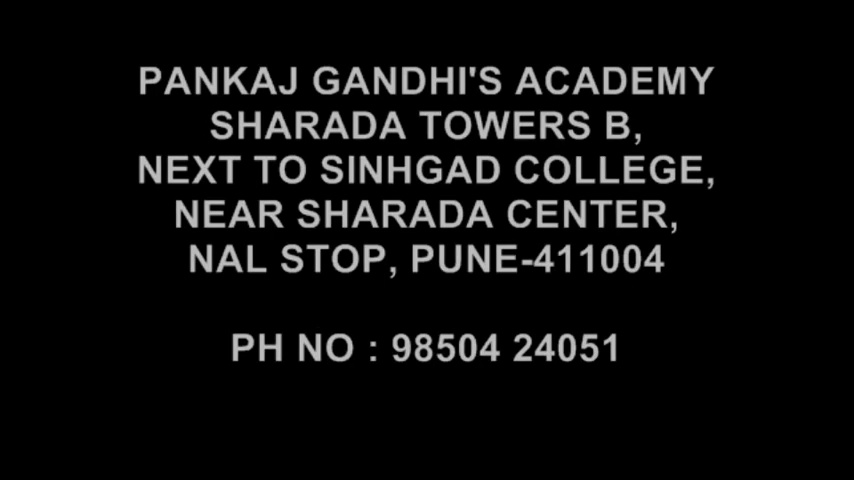 PANKAJ GANDHI'S ACADEMY
SHARADA TOWERS B,
NEXT TO SINHGAD COLLEGE,
NEAR SHARADA CENTER,
NAL STOP, PUNE-411004
PH NO : 98504 24051